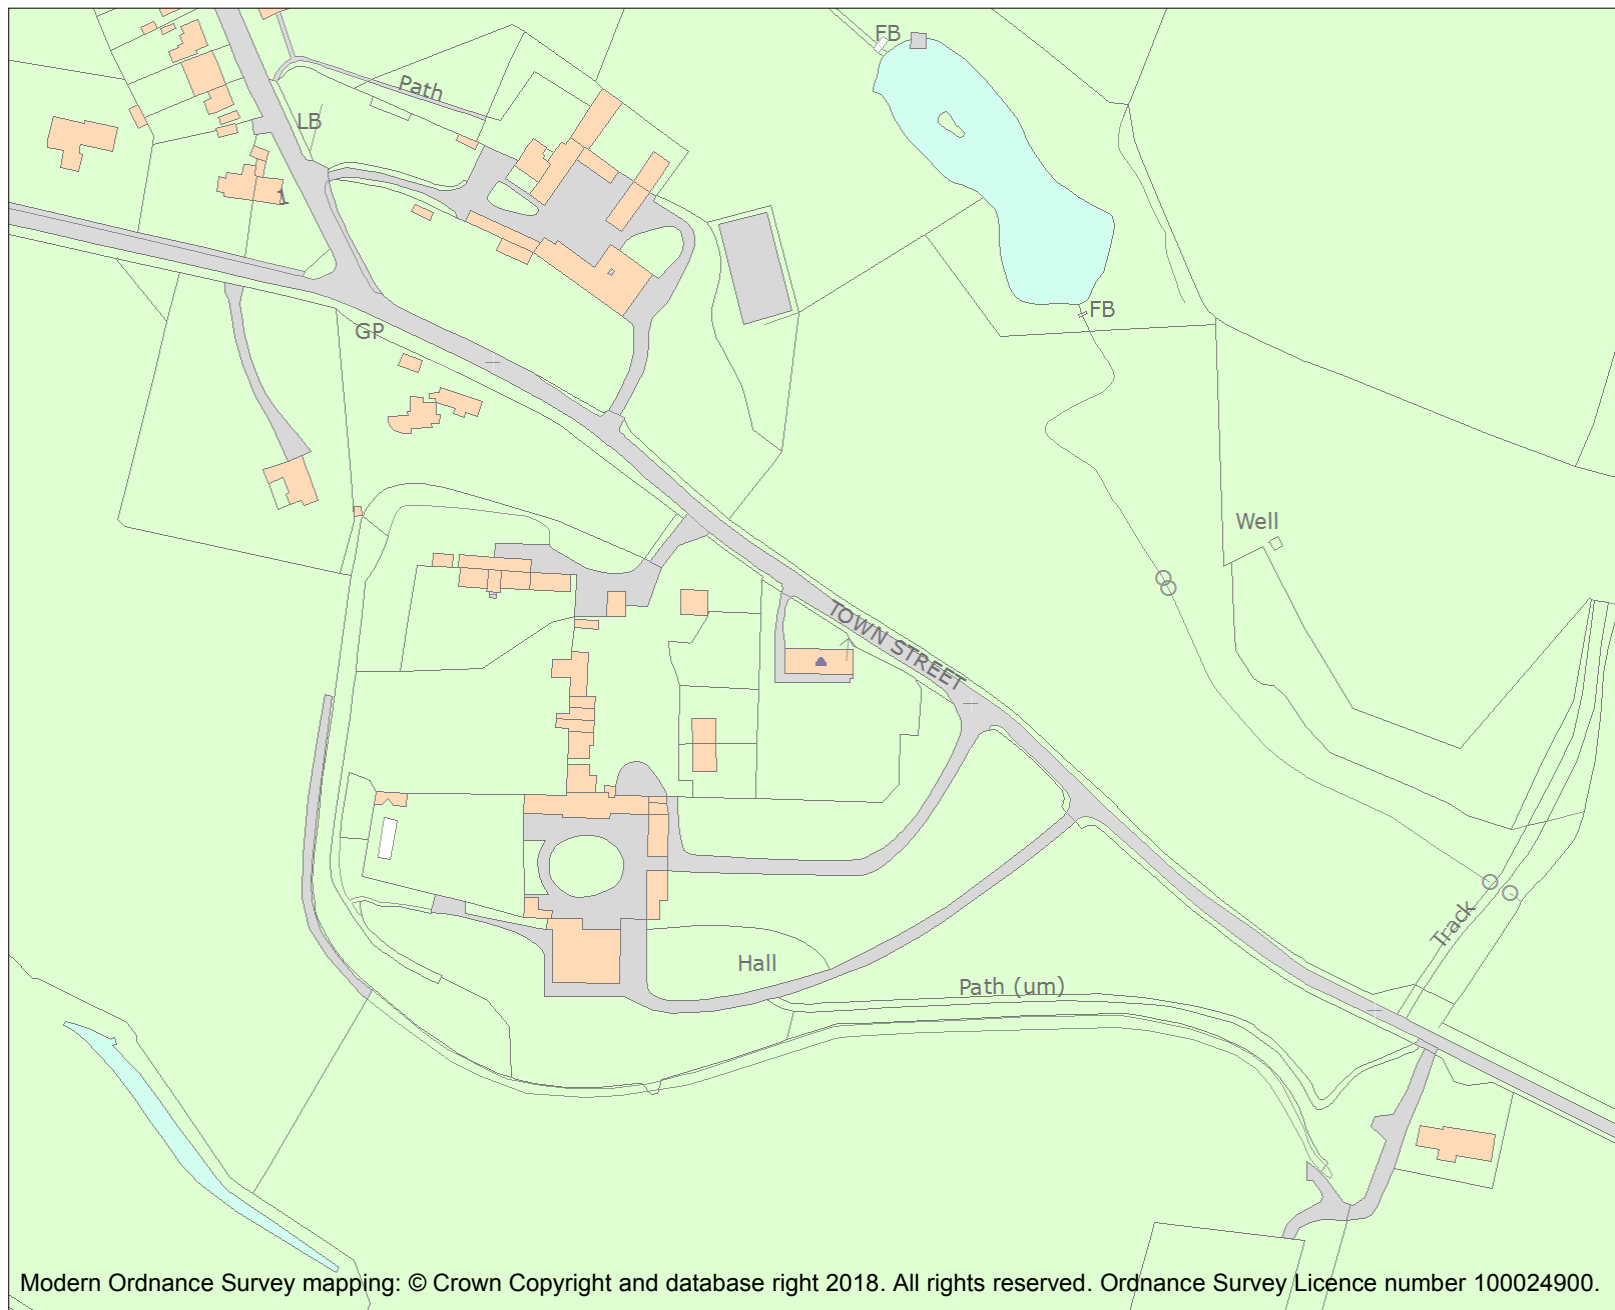 FB
Path
LB
1
FB
GP
Well
TOWN STREET
Track
Hall
Path (um)
Modern Ordnance Survey mapping: © Crown Copyright and database right 2018. All rights reserved. Ordnance Survey Licence number 100024900.